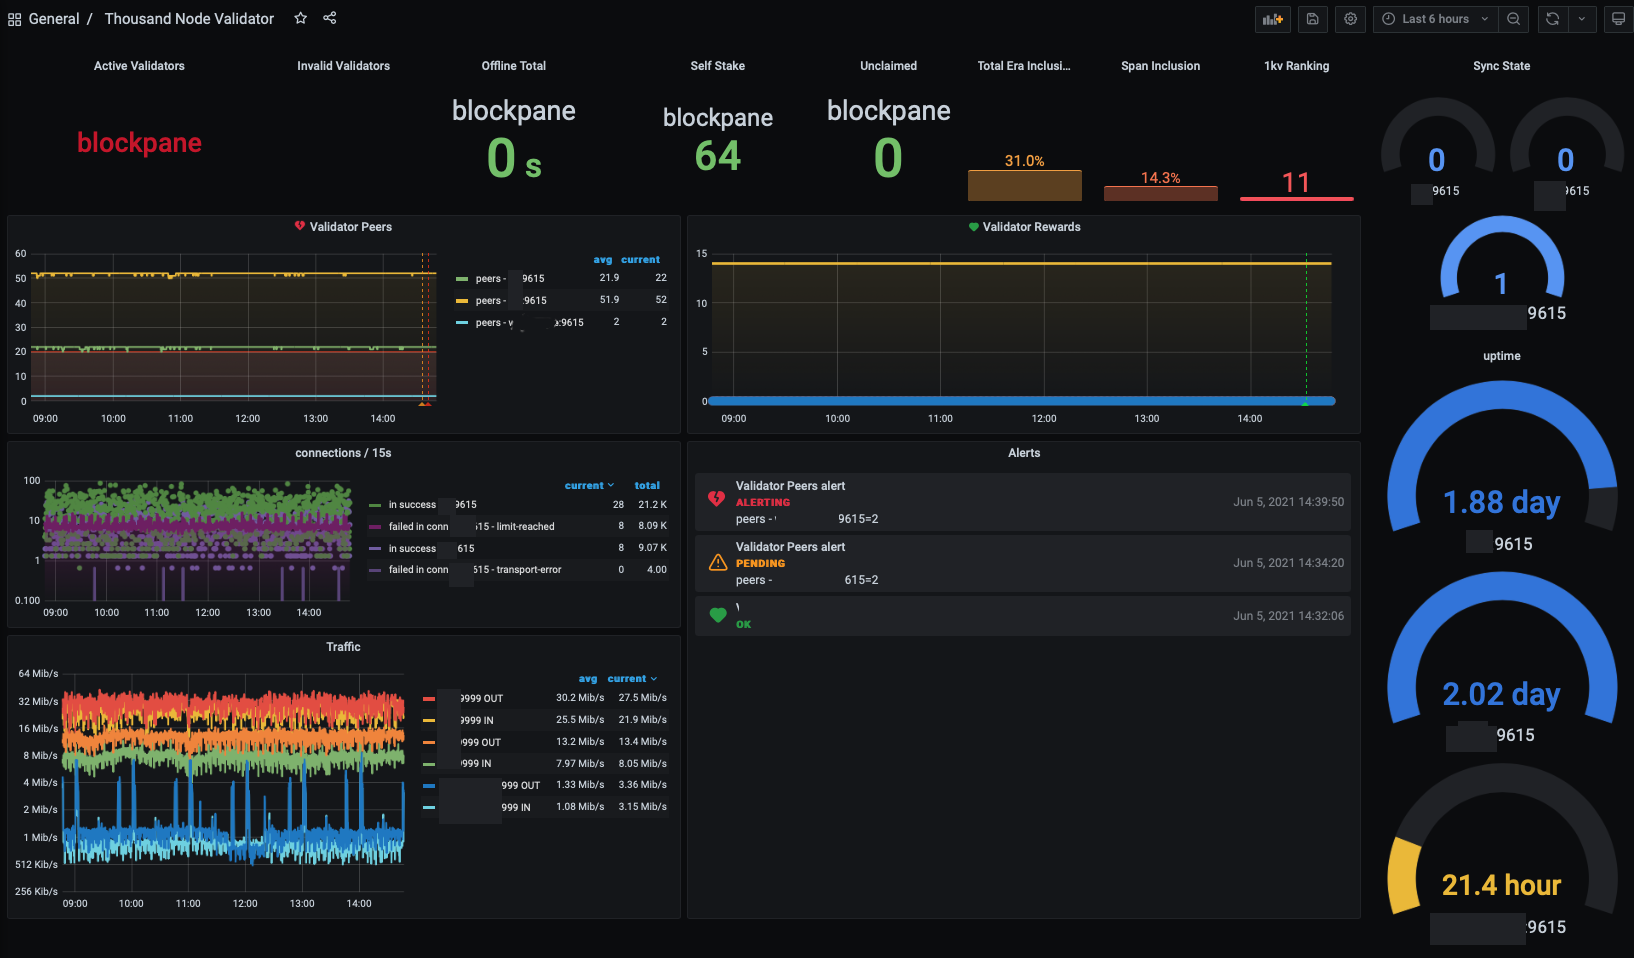 General / Thousand Node Validator
Last 6 hours
Active Validators
blockpane
Invalid Validators
Offline Total
blockpane
0 s
Self Stake
blockpane
64
Unclaimed
blockpane
0
Total Era Inclusi...
31.0%
Span Inclusion
14.3%
1kv Ranking
11
Sync State
0
9615
0
9615
1
9615
Validator Peers
60
50
40
30
20
10
0
09:00 10:00 11:00 12:00 13:00 14:00
avg current
peers - 9615 21.9 22
peers - :9615 51.9 52
peers - :9615 2 2
Validator Rewards
15
10
5
0
09:00 10:00 11:00 12:00 13:00 14:00
connections / 15s
100
10
1
0.100
09:00 10:00 11:00 12:00 13:00 14:00
current total
in success 9615 28 21.2 K
failed in conn 615 - limit-reached 8 8.09 K
in success 615 8 9.07 K
failed in conn 615 - transport-error 0 4.00
Alerts
Validator Peers alert
ALERTING
peers - 9615=2
Jun 5, 2021 14:39:50
Validator Peers alert
PENDING
peers - 615=2
Jun 5, 2021 14:34:20
OK
Jun 5, 2021 14:32:06
Traffic
64 Mib/s
32 Mib/s
16 Mib/s
8 Mib/s
4 Mib/s
2 Mib/s
1 Mib/s
512 Kib/s
256 Kib/s
09:00 10:00 11:00 12:00 13:00 14:00
avg current
9999 OUT 30.2 Mib/s 27.5 Mib/s
9999 IN 25.5 Mib/s 21.9 Mib/s
9999 OUT 13.2 Mib/s 13.4 Mib/s
9999 IN 7.97 Mib/s 8.05 Mib/s
999 OUT 1.33 Mib/s 3.36 Mib/s
999 IN 1.08 Mib/s 3.15 Mib/s
uptime
1.88 day
9615
2.02 day
9615
21.4 hour
:9615